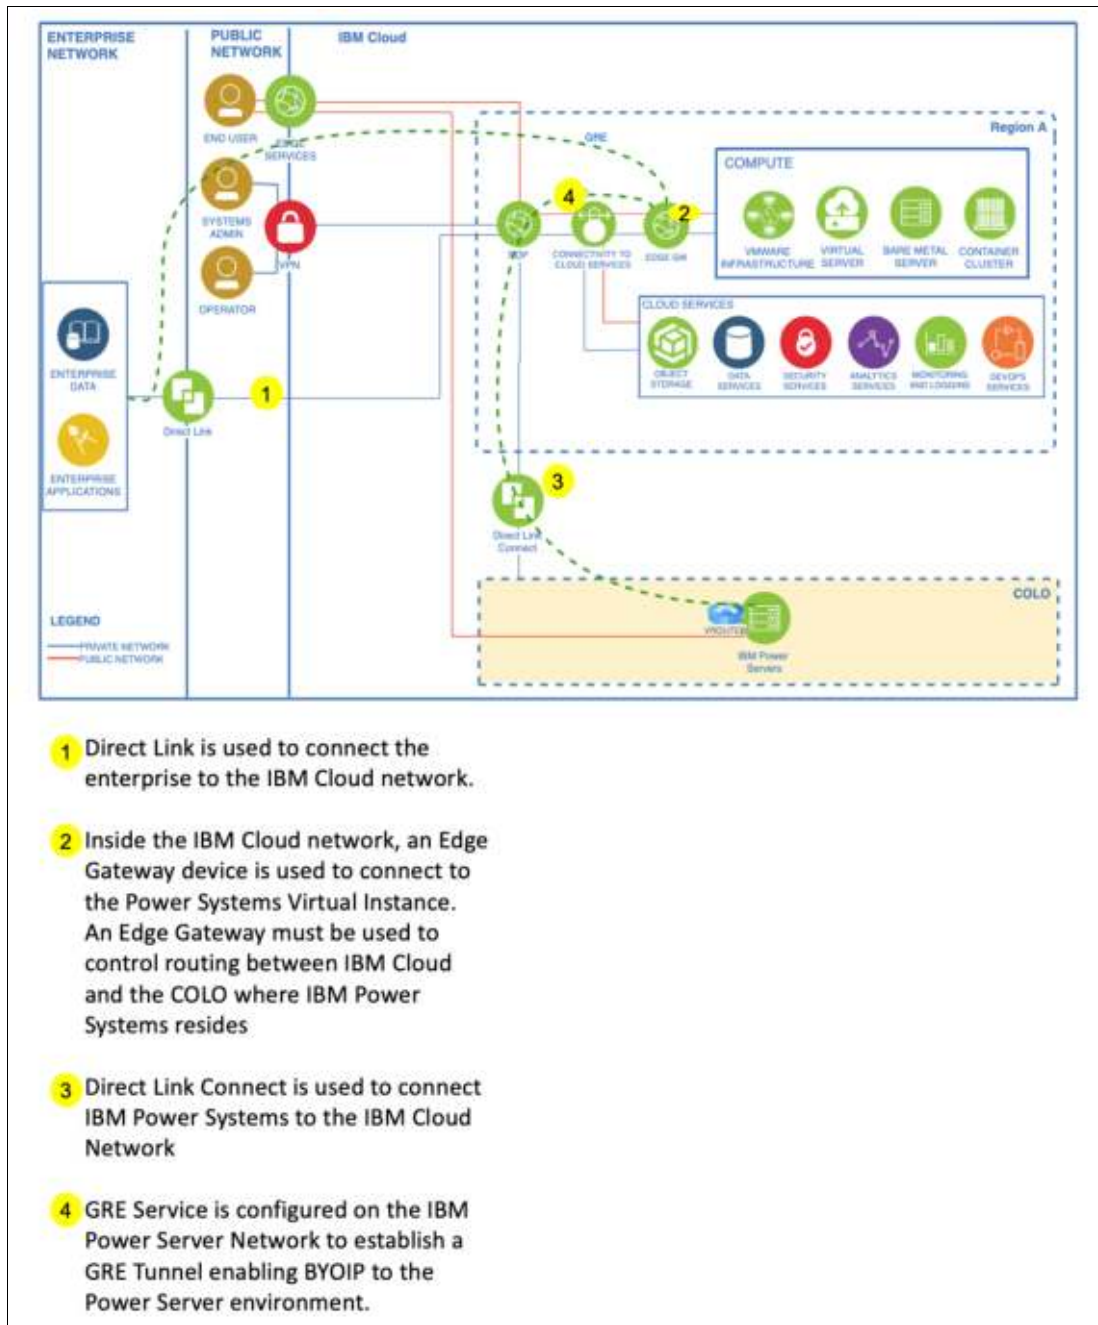 ENTERPRISE
NETWORK
PUBLIC
NETWORK
IBM Cloud
END USER
EDGE
SERVICES
GRE
Region A
COMPUTE
4
2
SYSTEMS
ADMIN
VPN
CONNECTIVITY TO
CLOUD SERVICES
EDGE GW
VMWARE
INFRASTRUCTURE
VIRTUAL
SERVER
BARE METAL
SERVER
CONTAINER
CLUSTER
OPERATOR
CLOUD SERVICES
OBJECT
STORAGE
DATA
SERVICES
SECURITY
SERVICES
ANALYTICS
SERVICES
MONITORING
AND LOGGING
DEVOPS
SERVICES
ENTERPRISE
DATA
1
Direct Link
ENTERPRISE
APPLICATIONS
3
Direct Link
Connect
COLO
VROUTER
IBM Power
Servers
LEGEND
PRIVATE NETWORK
PUBLIC NETWORK
1 Direct Link is used to connect the
enterprise to the IBM Cloud network.
2 Inside the IBM Cloud network, an Edge
Gateway device is used to connect to
the Power Systems Virtual Instance.
An Edge Gateway must be used to
control routing between IBM Cloud
and the COLO where IBM Power
Systems resides
3 Direct Link Connect is used to connect
IBM Power Systems to the IBM Cloud
Network
4 GRE Service is configured on the IBM
Power Server Network to establish a
GRE Tunnel enabling BYOIP to the
Power Server environment.